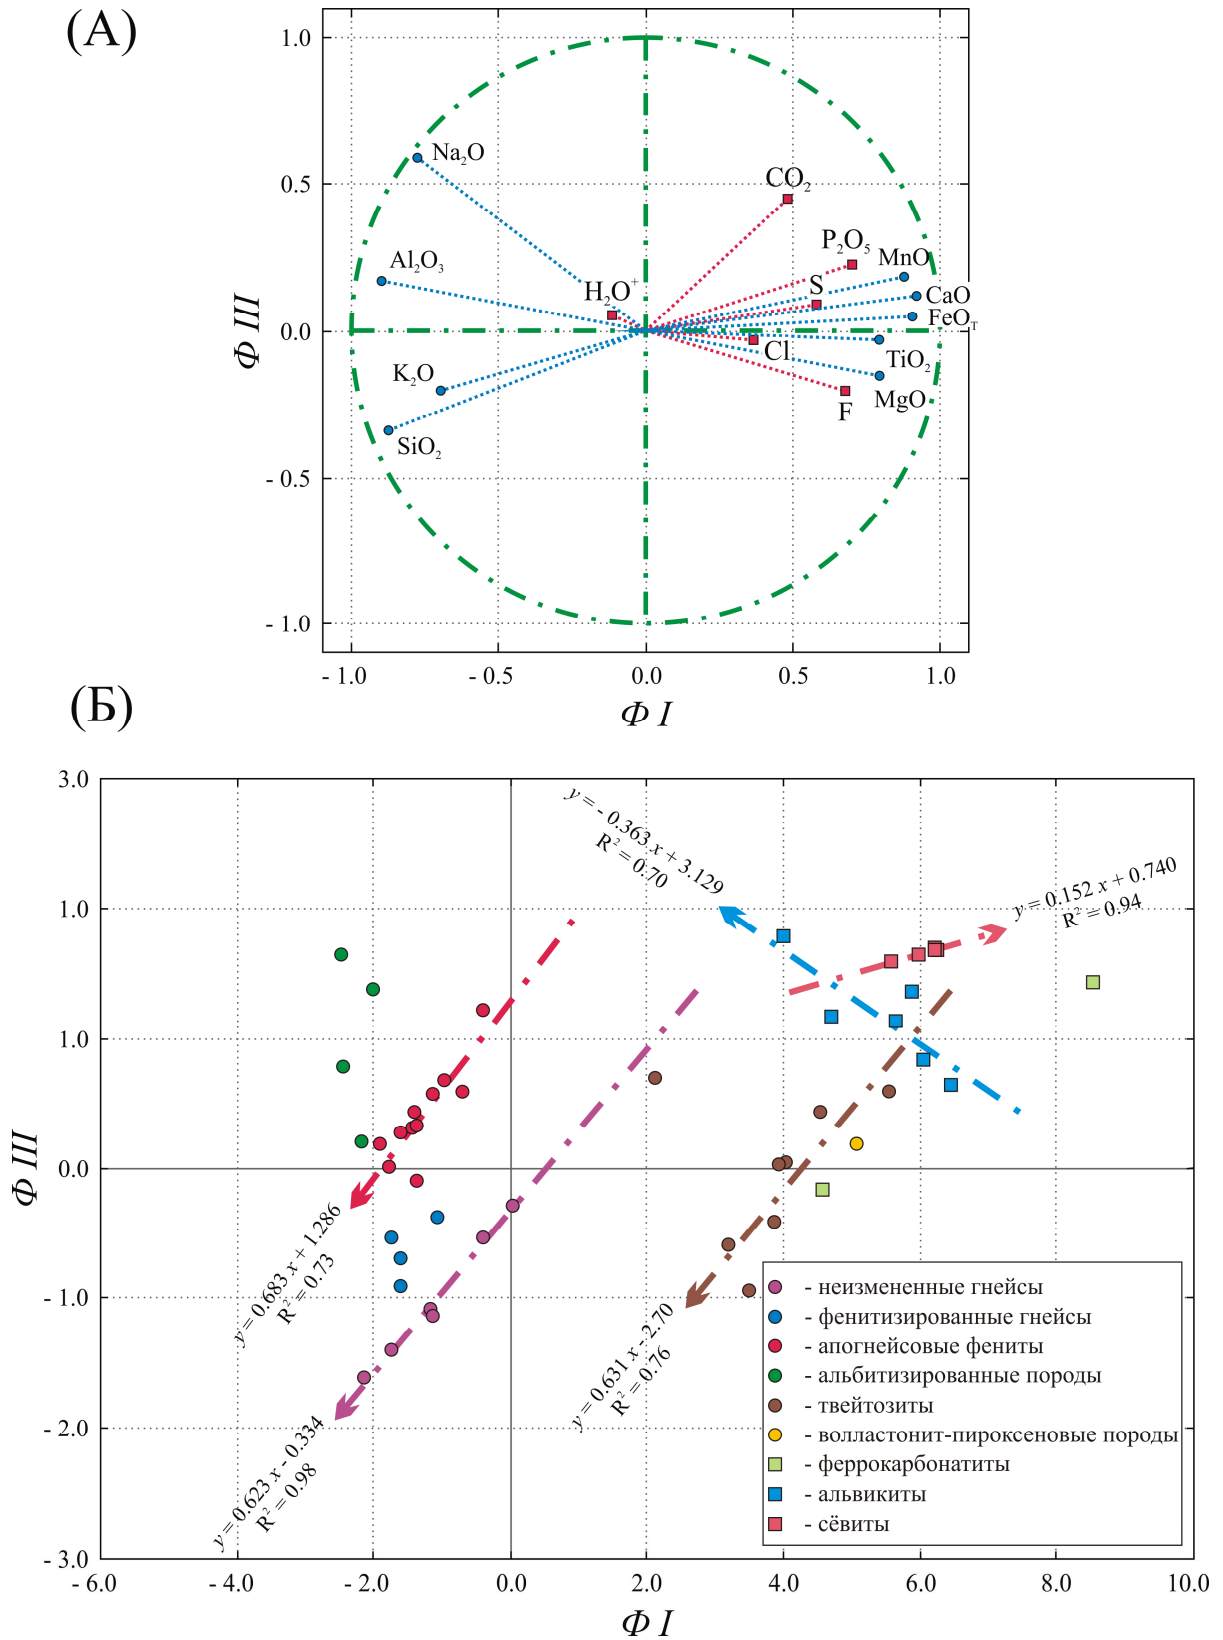 (А)
1.0
0.5
0.0
- 0.5
- 1.0
Ф III
Na₂O
CO₂
Al₂O₃
P₂O₅
MnO
H₂O⁺
S
CaO
FeOT
Cl
TiO₂
K₂O
MgO
F
SiO₂
- 1.0
- 0.5
0.0
0.5
1.0
Ф I
(Б)
3.0
1.0
1.0
0.0
- 1.0
- 2.0
- 3.0
Ф III
y = - 0.363 x + 3.129
R² = 0.70
y = 0.152 x + 0.740
R² = 0.94
y = 0.683 x + 1.286
R² = 0.73
y = 0.631 x - 2.70
R² = 0.76
y = 0.623 x - 0.334
R² = 0.98
- неизмененные гнейсы
- фенитизированные гнейсы
- апогнейсовые фениты
- альбитизированные породы
- твейтозиты
- волластонит-пироксеновые породы
- феррокарбонатиты
- альвикиты
- сёвиты
- 6.0
- 4.0
- 2.0
0.0
2.0
4.0
6.0
8.0
10.0
Ф I